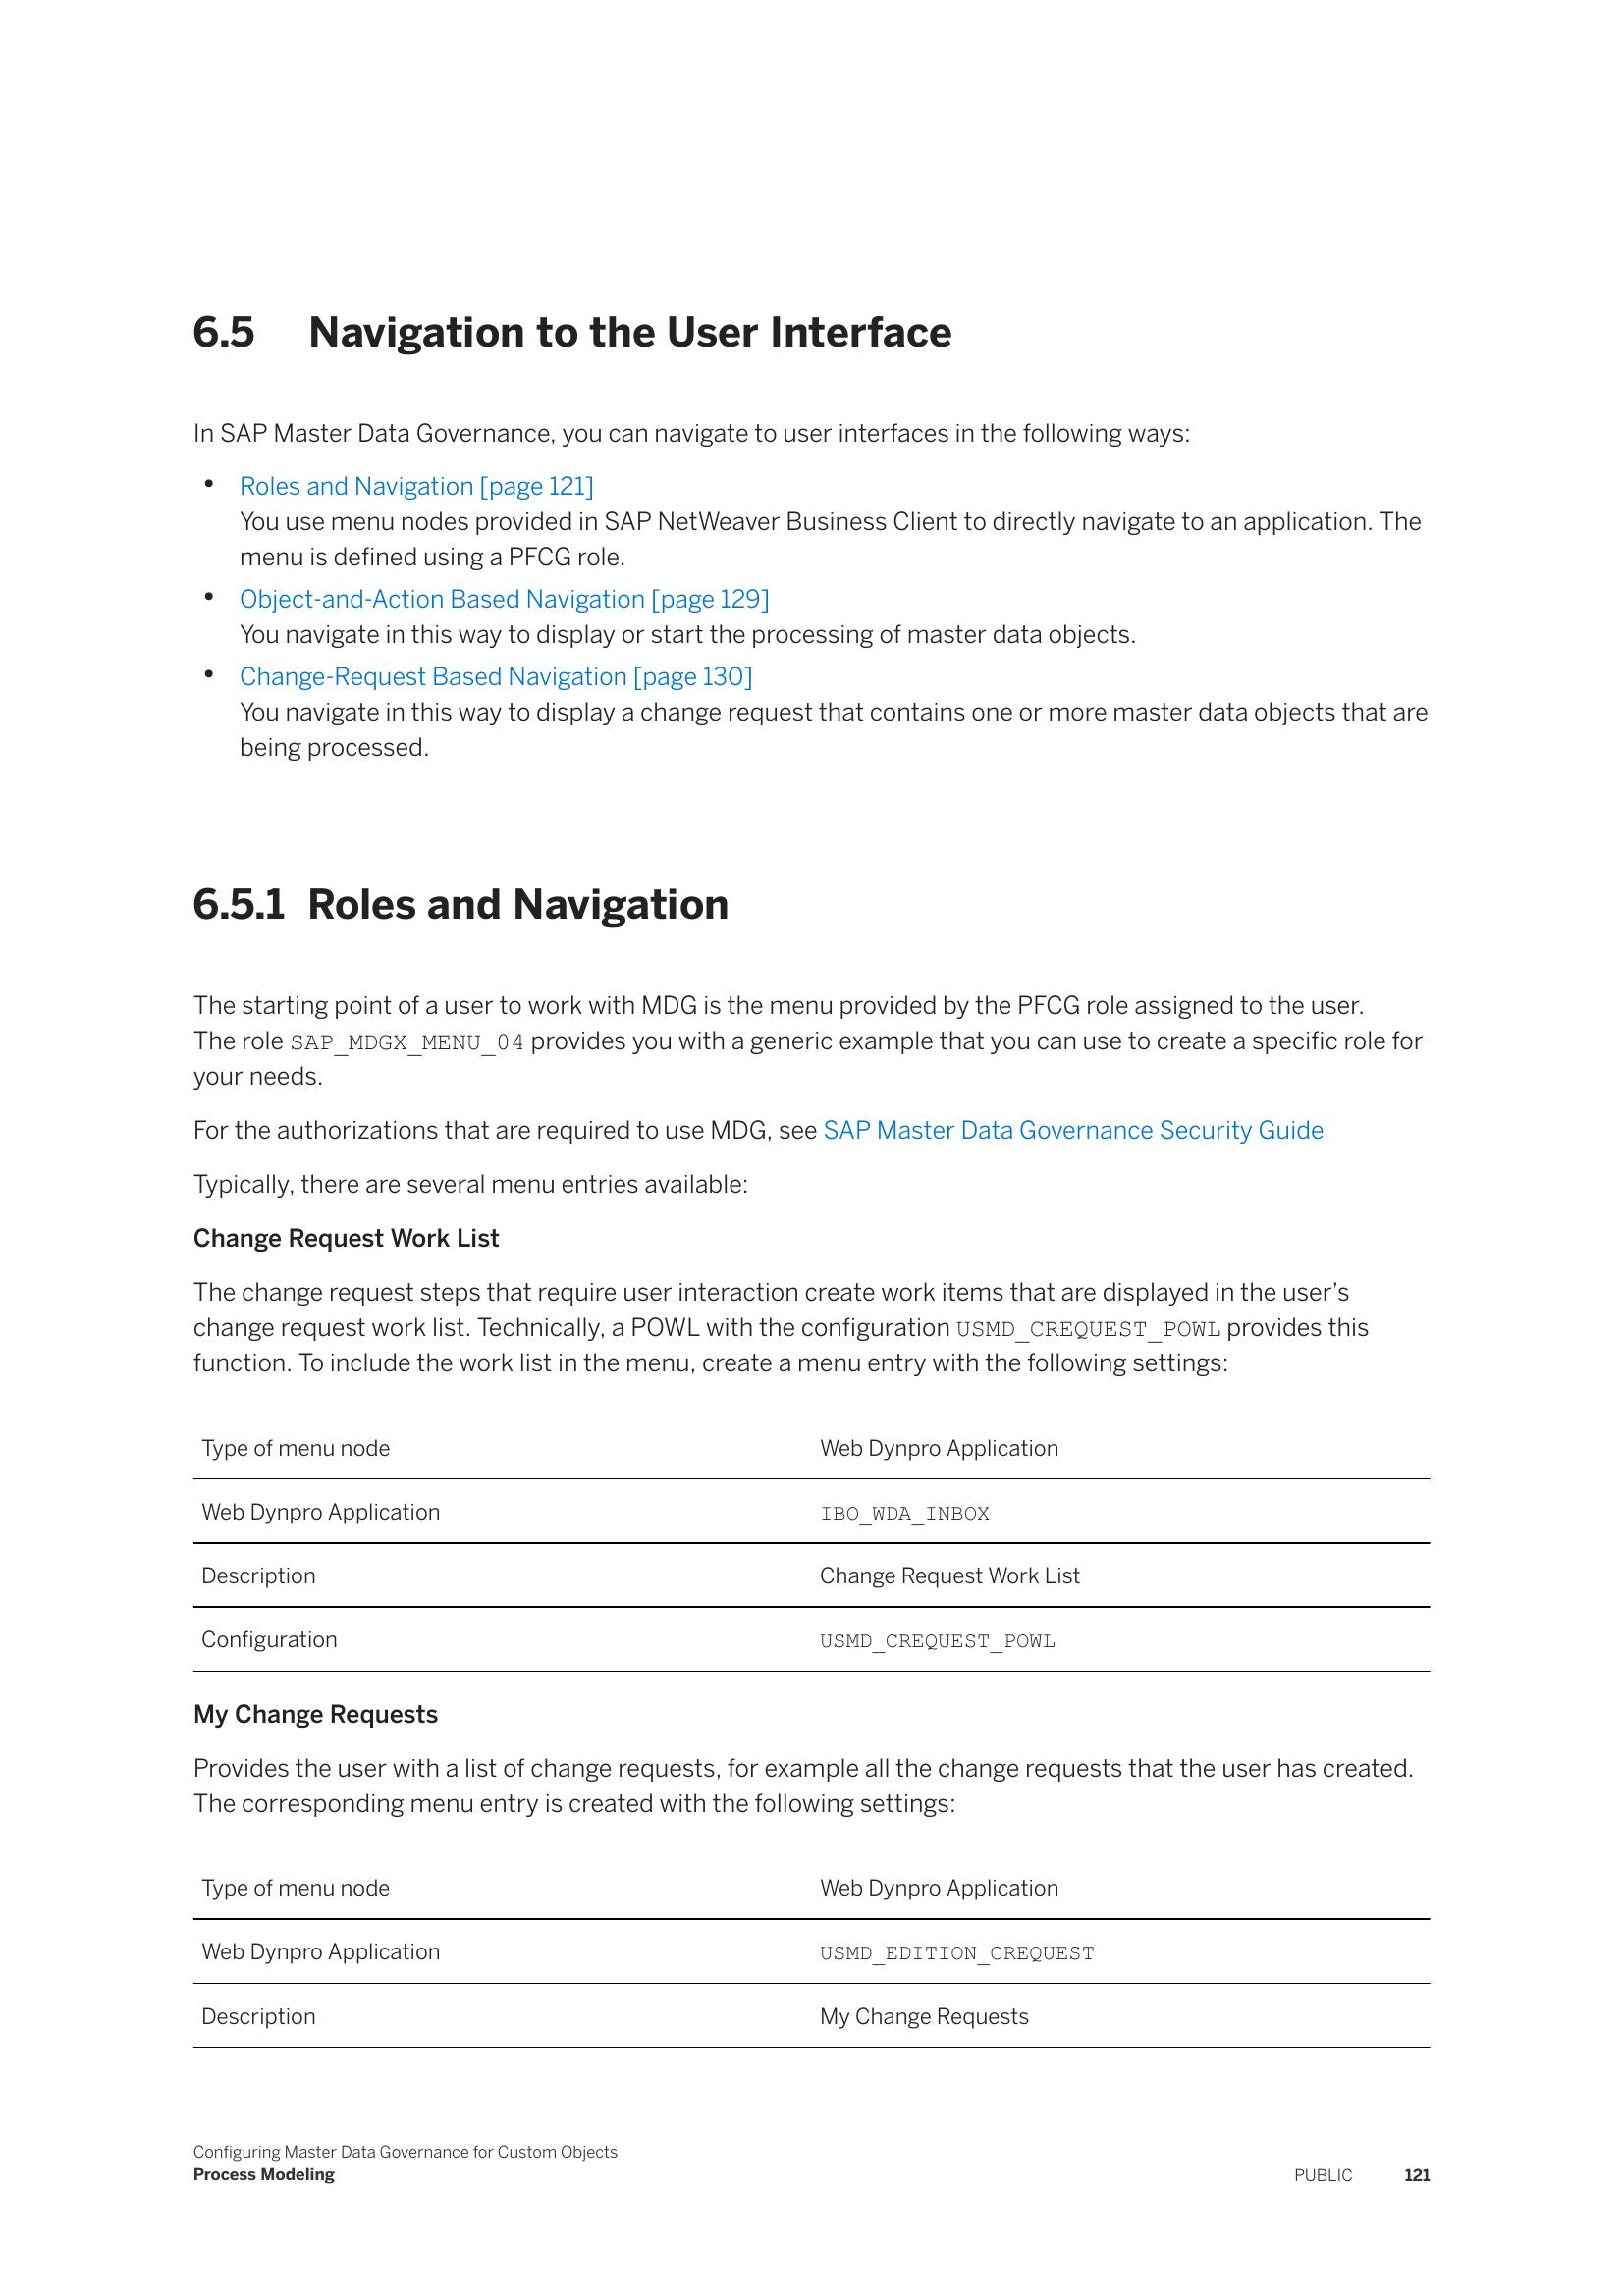 6.5 Navigation to the User Interface
In SAP Master Data Governance, you can navigate to user interfaces in the following ways:
• Roles and Navigation [page 121]
You use menu nodes provided in SAP NetWeaver Business Client to directly navigate to an application. The
menu is defined using a PFCG role.
• Object-and-Action Based Navigation [page 129]
You navigate in this way to display or start the processing of master data objects.
• Change-Request Based Navigation [page 130]
You navigate in this way to display a change request that contains one or more master data objects that are
being processed.
6.5.1 Roles and Navigation
The starting point of a user to work with MDG is the menu provided by the PFCG role assigned to the user.
The role SAP_MDGX_MENU_04 provides you with a generic example that you can use to create a specific role for
your needs.
For the authorizations that are required to use MDG, see SAP Master Data Governance Security Guide
Typically, there are several menu entries available:
Change Request Work List
The change request steps that require user interaction create work items that are displayed in the user’s
change request work list. Technically, a POWL with the configuration USMD_CREQUEST_POWL provides this
function. To include the work list in the menu, create a menu entry with the following settings:
Type of menu node Web Dynpro Application
Web Dynpro Application IBO_WDA_INBOX
Description Change Request Work List
Configuration USMD_CREQUEST_POWL
My Change Requests
Provides the user with a list of change requests, for example all the change requests that the user has created.
The corresponding menu entry is created with the following settings:
Type of menu node Web Dynpro Application
Web Dynpro Application USMD_EDITION_CREQUEST
Description My Change Requests
Configuring Master Data Governance for Custom Objects
Process Modeling PUBLIC 121